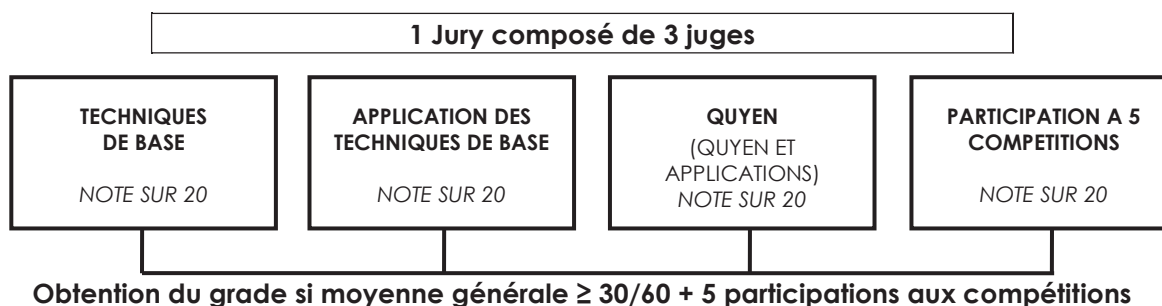 1 Jury composé de 3 juges
TECHNIQUES
DE BASE
NOTE SUR 20
APPLICATION DES
TECHNIQUES DE BASE
NOTE SUR 20
QUYEN
(QUYEN ET
APPLICATIONS)
NOTE SUR 20
PARTICIPATION A 5
COMPETITIONS
NOTE SUR 20
Obtention du grade si moyenne générale ≥ 30/60 + 5 participations aux compétitions